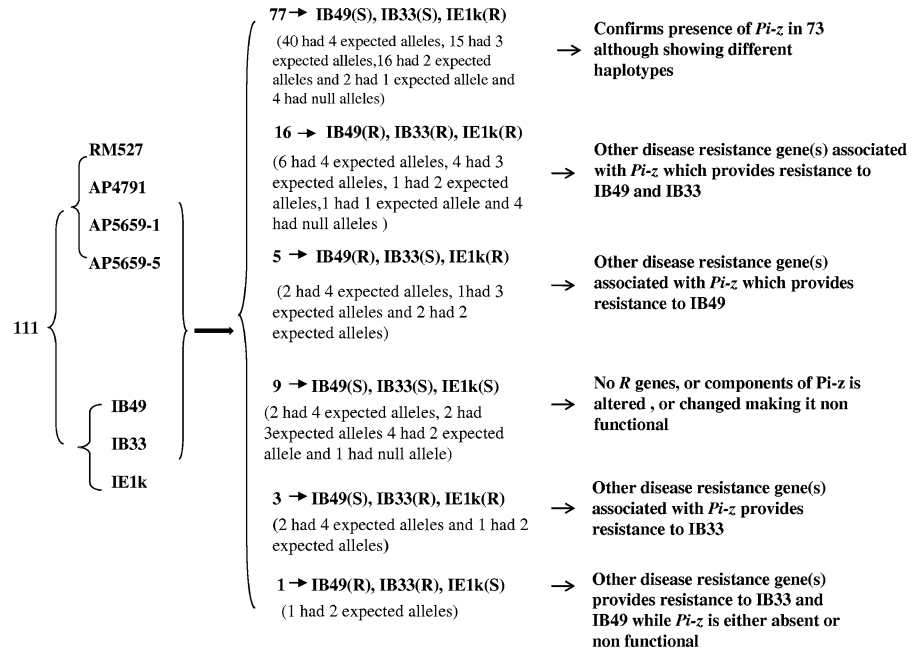 111
RM527
AP4791
AP5659-1
AP5659-5
IB49
IB33
IE1k
77→ IB49(S), IB33(S), IE1k(R)
(40 had 4 expected alleles, 15 had 3
expected alleles,16 had 2 expected
alleles and 2 had 1 expected allele and
4 had null alleles)
→ Confirms presence of Pi-z in 73
although showing different
haplotypes
16 → IB49(R), IB33(R), IE1k(R)
(6 had 4 expected alleles, 4 had 3
expected alleles, 1 had 2 expected
alleles,1 had 1 expected allele and 4
had null alleles )
→ Other disease resistance gene(s) associated
with Pi-z which provides resistance to
IB49 and IB33
5 → IB49(R), IB33(S), IE1k(R)
(2 had 4 expected alleles, 1had 3
expected alleles and 2 had 2
expected alleles)
→ Other disease resistance gene(s)
associated with Pi-z which provides
resistance to IB49
9 → IB49(S), IB33(S), IE1k(S)
(2 had 4 expected alleles, 2 had
3expected alleles 4 had 2 expected
allele and 1 had null allele)
→ No R genes, or components of Pi-z is
altered , or changed making it non
functional
3 → IB49(S), IB33(R), IE1k(R)
(2 had 4 expected alleles and 1 had 2
expected alleles)
→ Other disease resistance gene(s)
associated with Pi-z provides
resistance to IB33
1 → IB49(R), IB33(R), IE1k(S)
(1 had 2 expected alleles)
→ Other disease resistance gene(s)
provides resistance to IB33 and
IB49 while Pi-z is either absent or
non functional